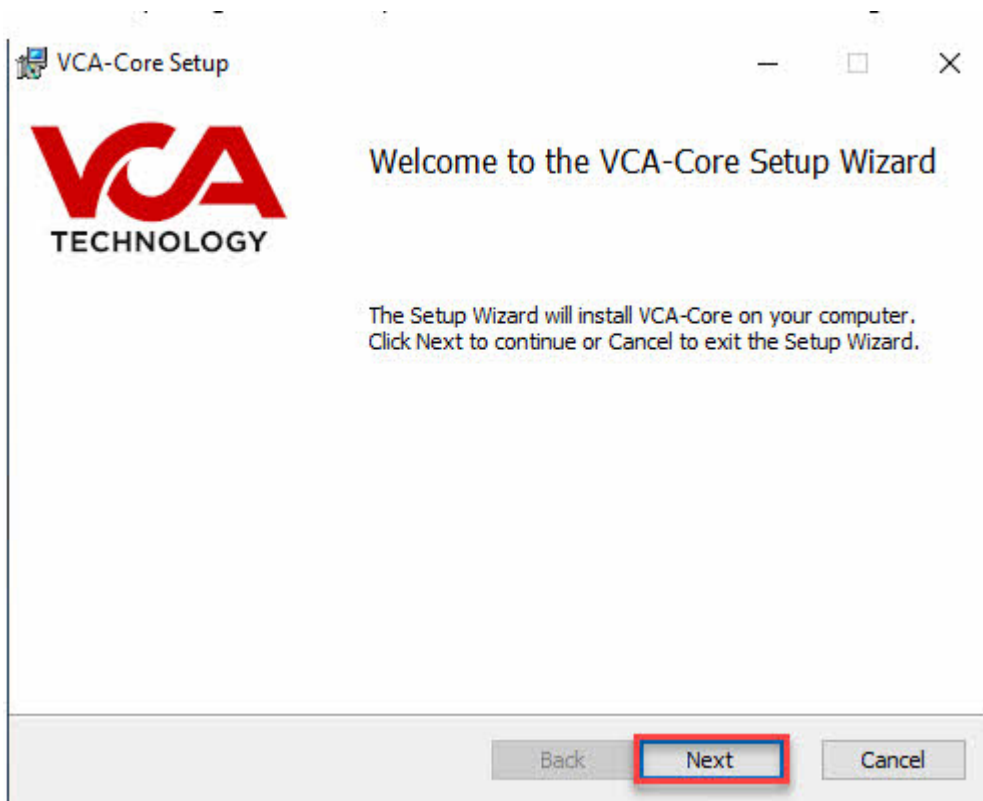 VCA-Core Setup
VCA
TECHNOLOGY
Welcome to the VCA-Core Setup Wizard
The Setup Wizard will install VCA-Core on your computer.
Click Next to continue or Cancel to exit the Setup Wizard.
Back
Next
Cancel